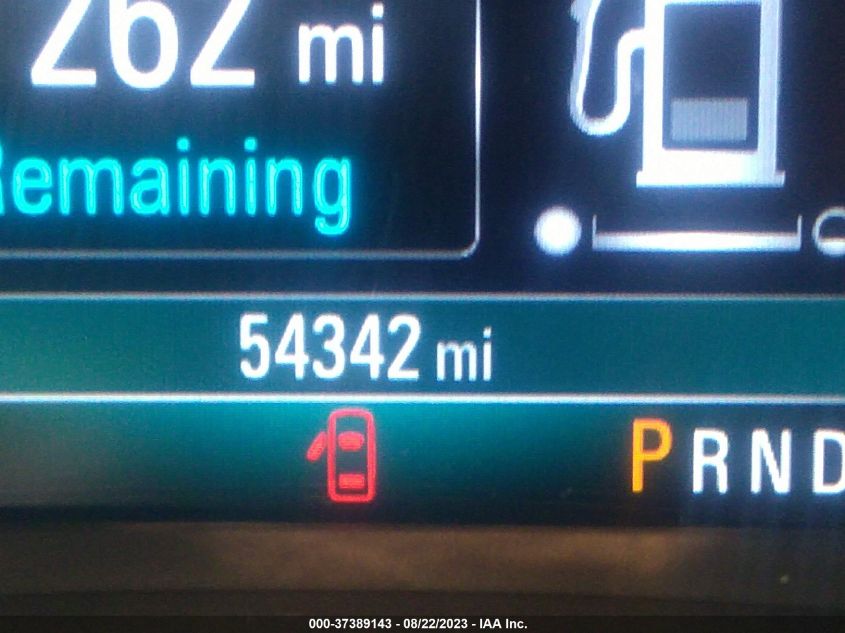 262 mi
Remaining
54342 mi
P R N D
000-37389143 - 08/22/2023 - IAA Inc.